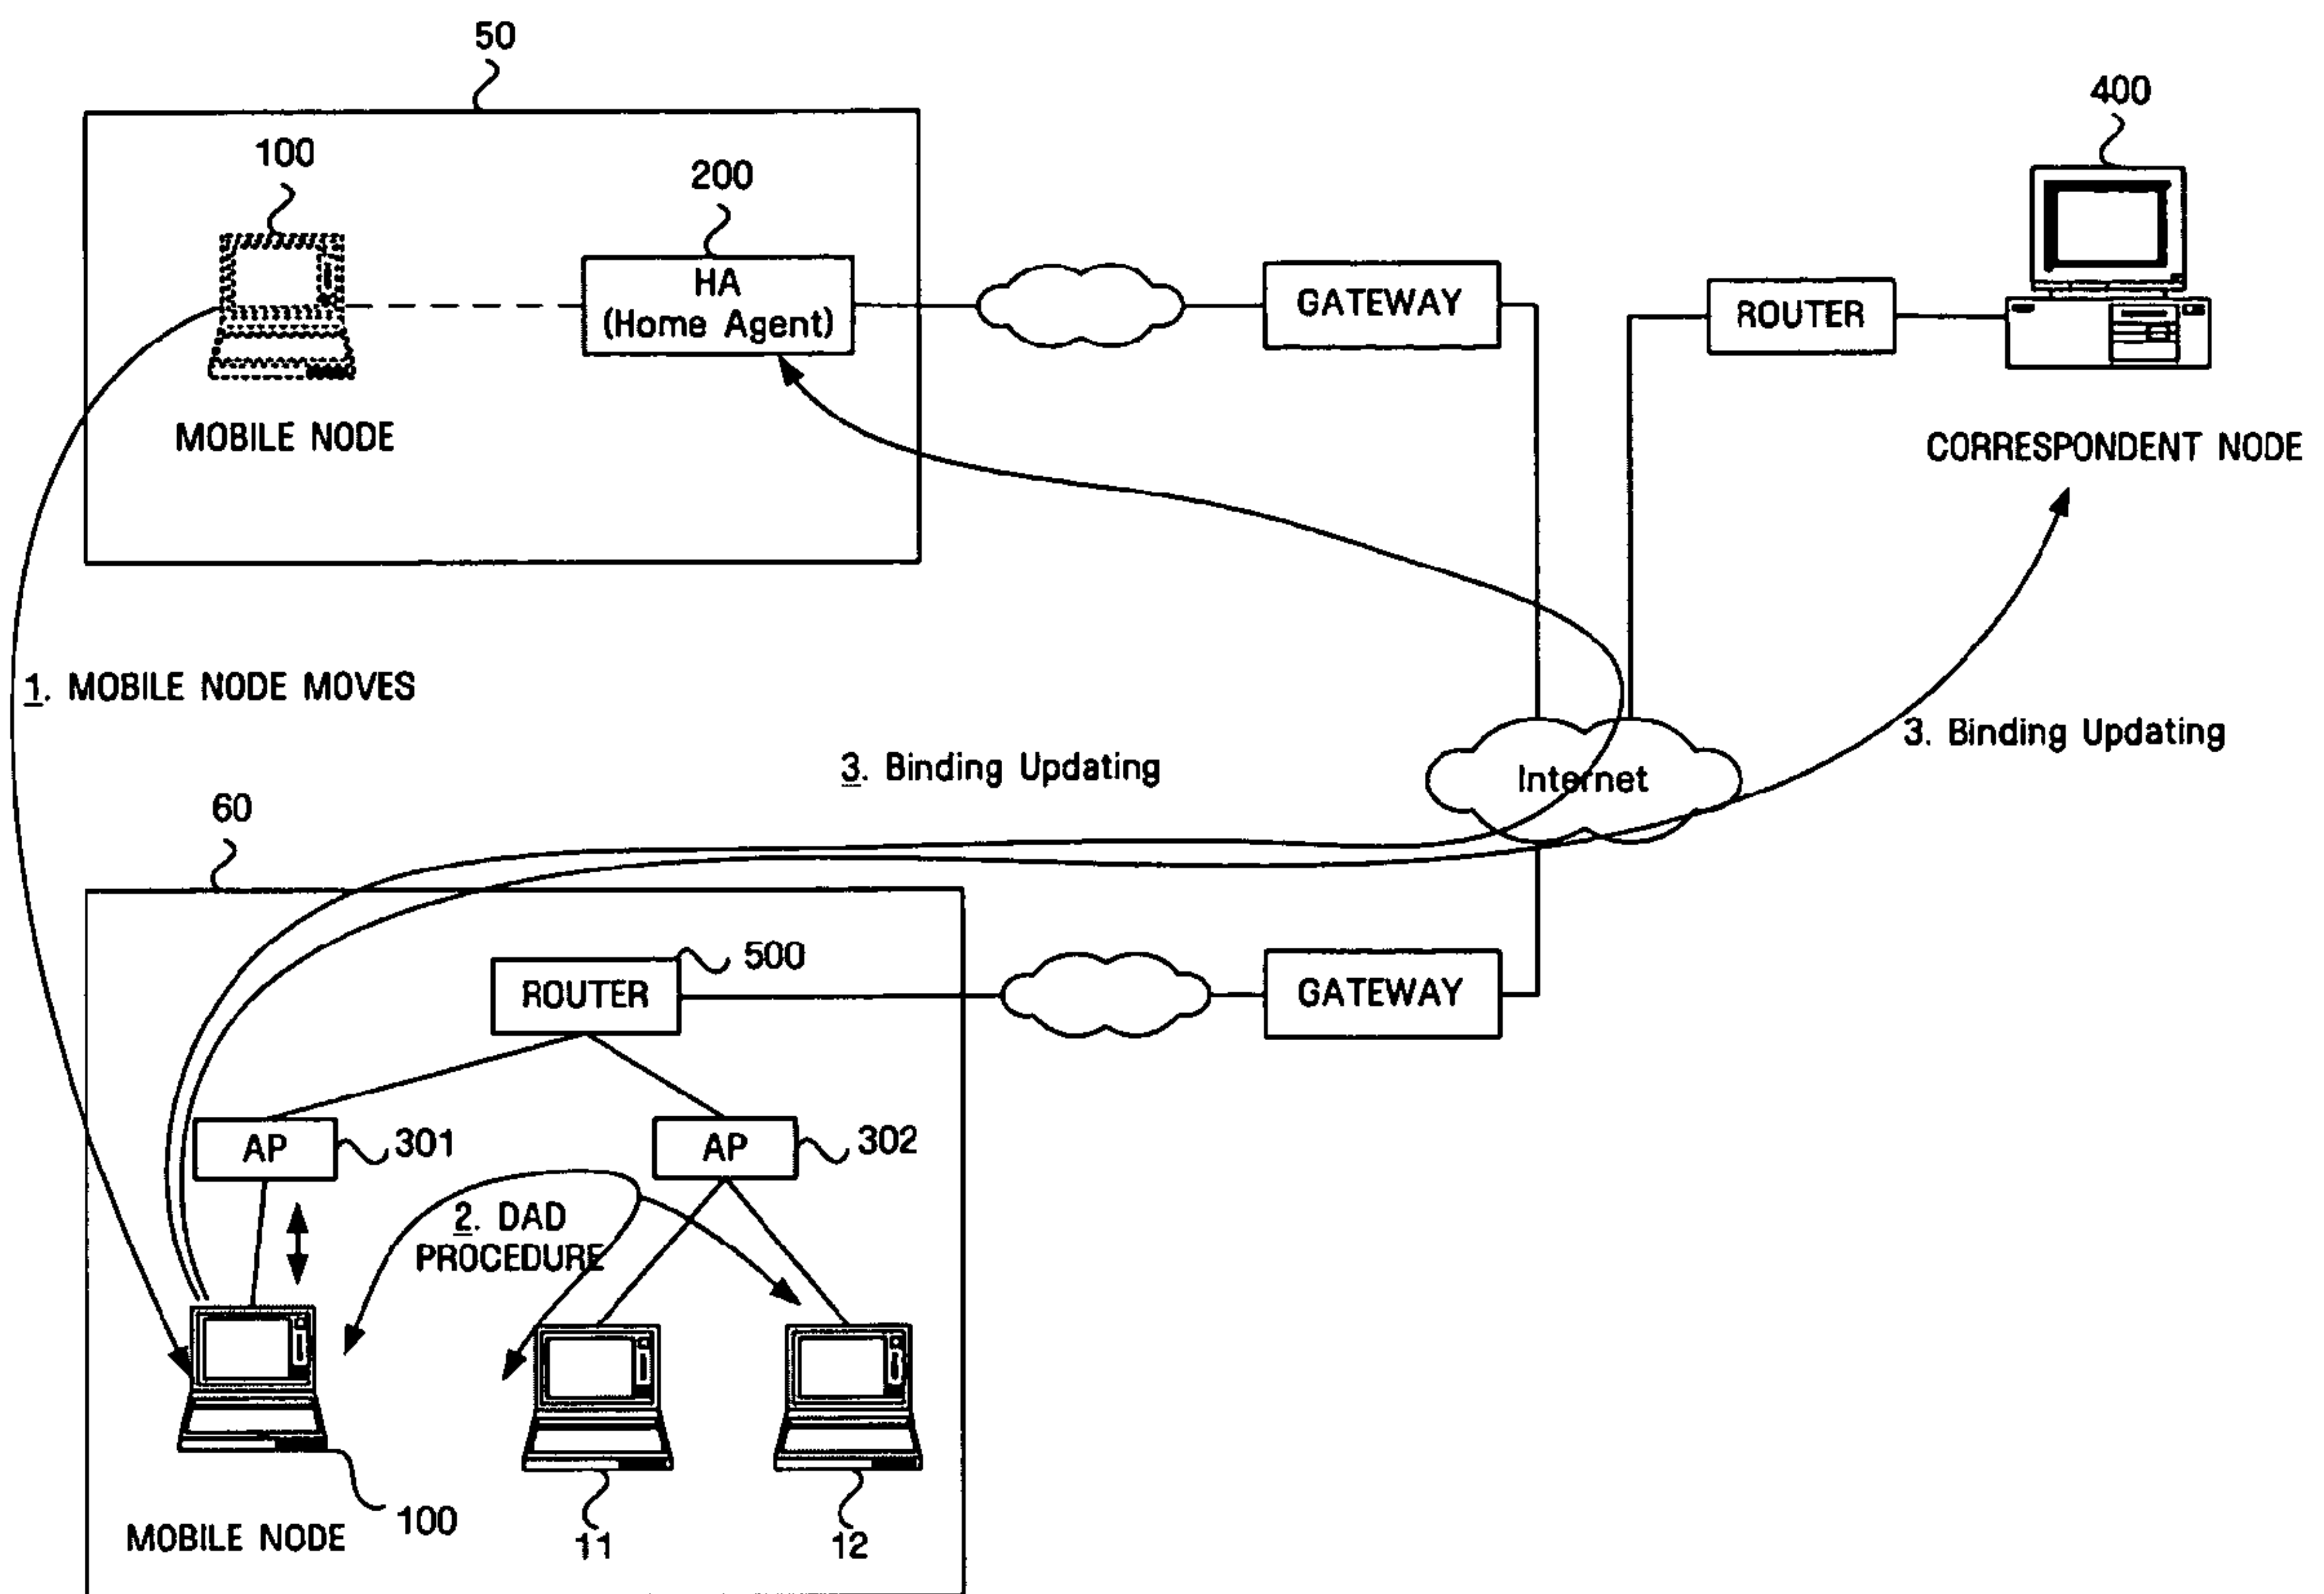 50
400
100
200
HA
(Home Agent)
GATEWAY
ROUTER
MOBILE NODE
CORRESPONDENT NODE
1. MOBILE NODE MOVES
3. Binding Updating
3. Binding Updating
Internet
60
500
ROUTER
GATEWAY
AP
301
AP
302
2. DAD
PROCEDURE
100
MOBILE NODE
11
12